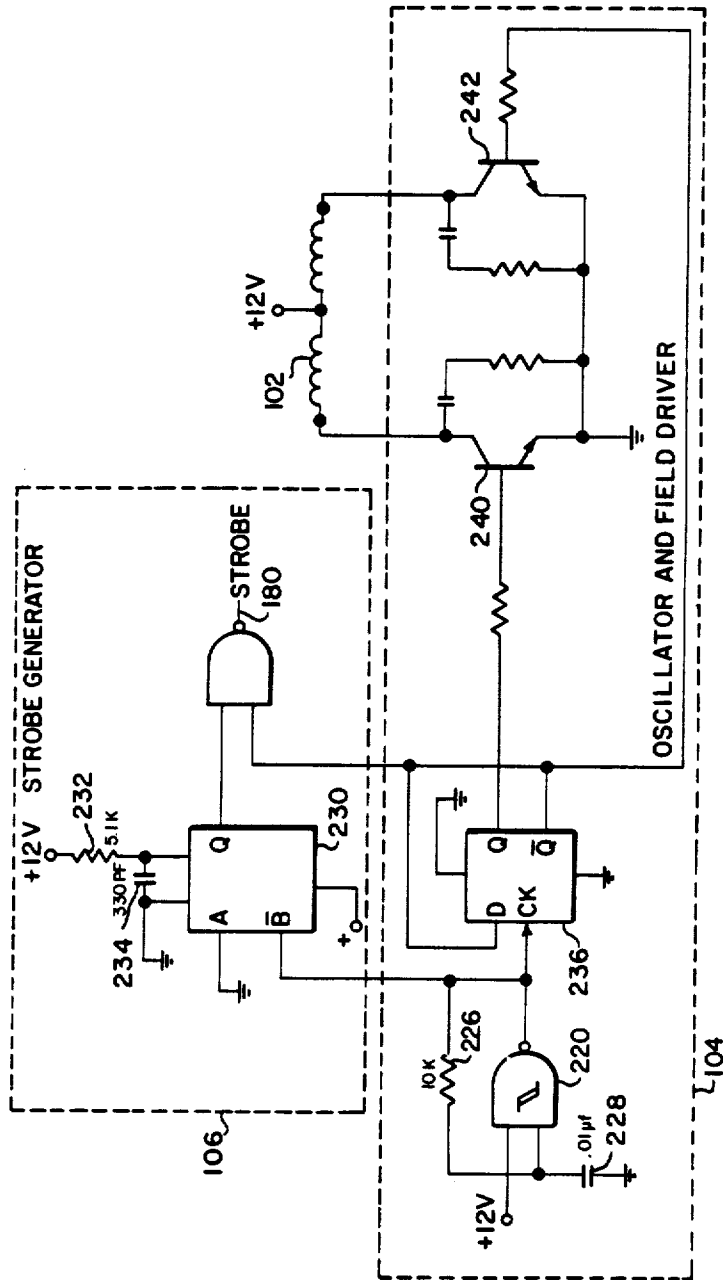 +12V STROBE GENERATOR
232
5.1K
330PF
234
STROBE
180
Q
A
B̅
230
+
106
+12V
102
242
240
Q
Q̅
D
CK
236
10K
226
220
.01µf
228
+12V
OSCILLATOR AND FIELD DRIVER
104